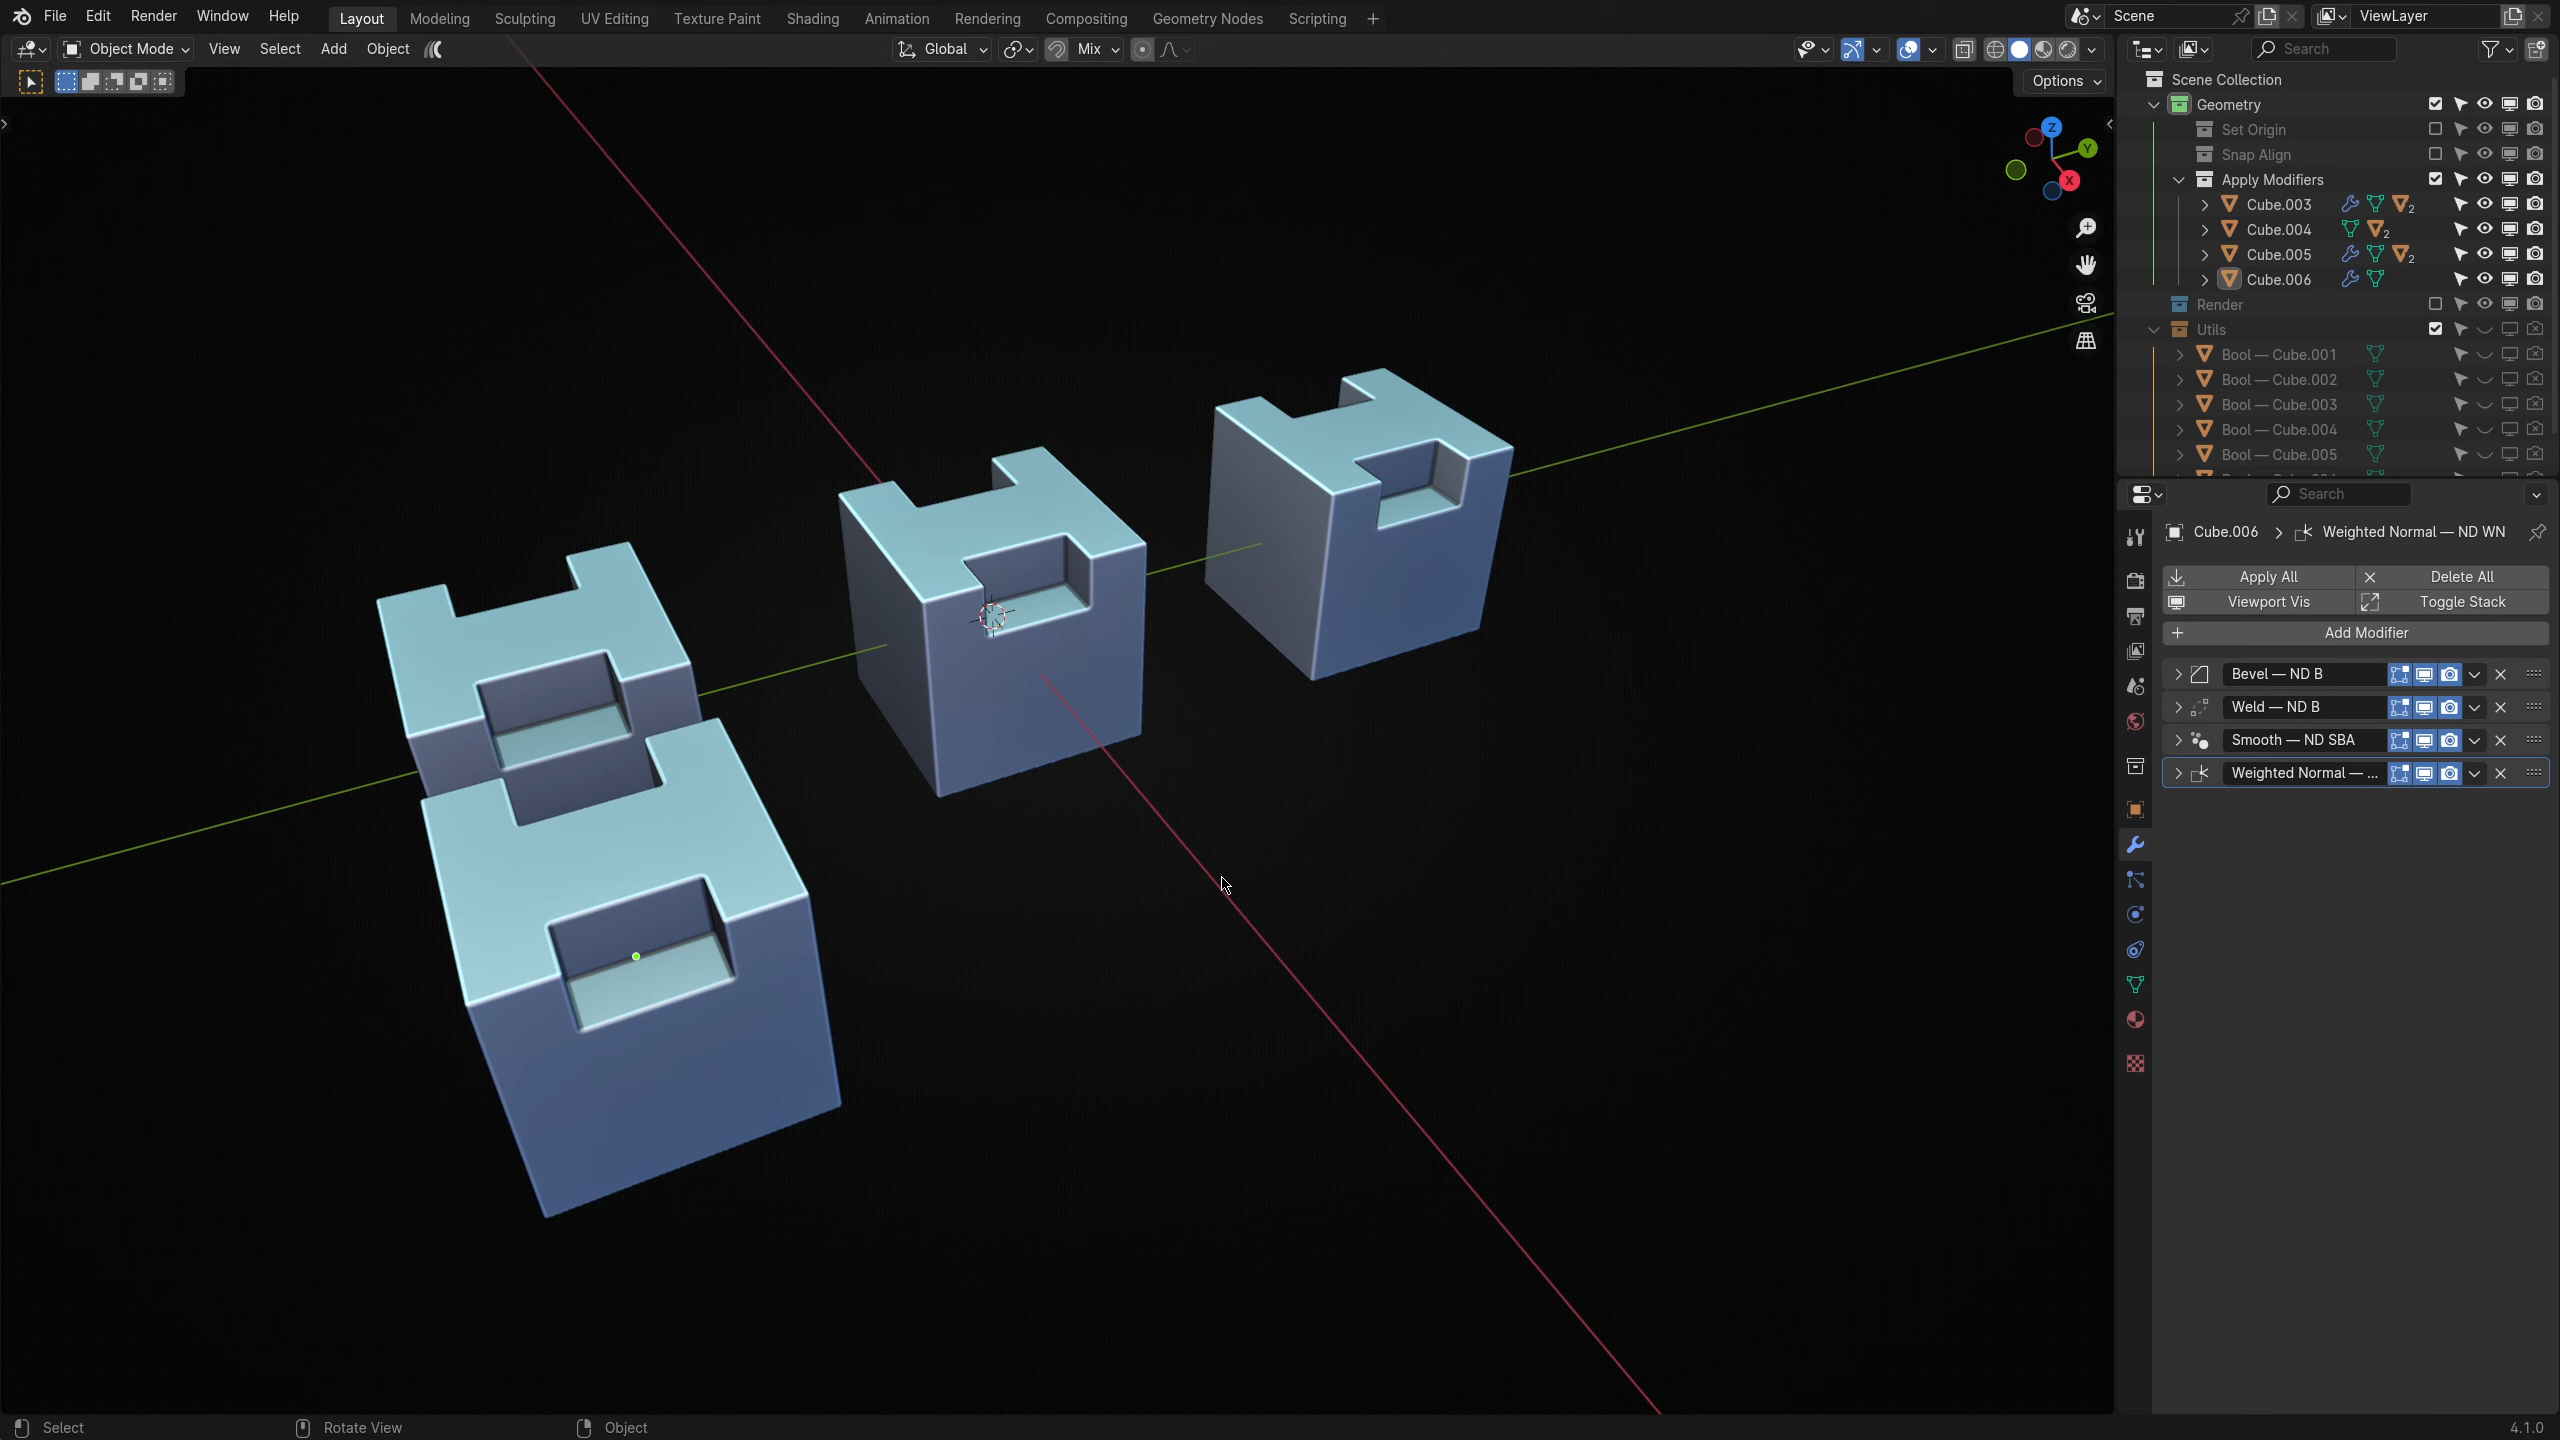 File Edit Render Window Help Layout Modeling Sculpting UV Editing Texture Paint Shading Animation Rendering Compositing Geometry Nodes Scripting + Scene ViewLayer
Object Mode View Select Add Object Global Mix Search
Options
Z
Y
X
Scene Collection
Geometry
Set Origin
Snap Align
Apply Modifiers
Cube.003 2
Cube.004 2
Cube.005 2
Cube.006
Render
Utils
Bool — Cube.001
Bool — Cube.002
Bool — Cube.003
Bool — Cube.004
Bool — Cube.005
Search
Cube.006 > Weighted Normal — ND WN
Apply All Delete All
Viewport Vis Toggle Stack
Add Modifier
Bevel — ND B
Weld — ND B
Smooth — ND SBA
Weighted Normal — ...
Select Rotate View Object 4.1.0